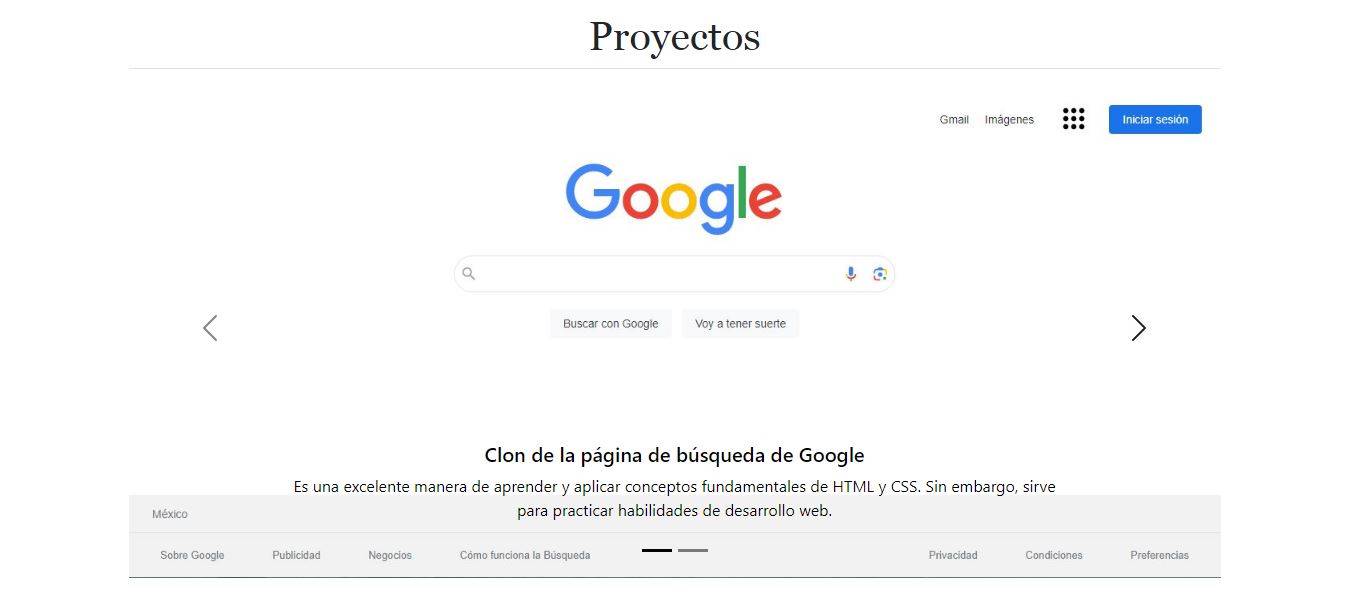 Proyectos
Gmail Imágenes Iniciar sesión
Google
Buscar con Google Voy a tener suerte
Clon de la página de búsqueda de Google
Es una excelente manera de aprender y aplicar conceptos fundamentales de HTML y CSS. Sin embargo, sirve
para practicar habilidades de desarrollo web.
México
Sobre Google Publicidad Negocios Cómo funciona la Búsqueda Privacidad Condiciones Preferencias